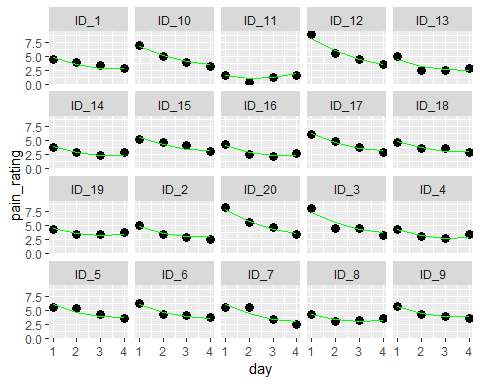 ID_1 ID_10 ID_11 ID_12 ID_13
7.5
5.0
2.5
0.0
ID_14 ID_15 ID_16 ID_17 ID_18
7.5
5.0
2.5
0.0
pain_rating
ID_19 ID_2 ID_20 ID_3 ID_4
7.5
5.0
2.5
0.0
ID_5 ID_6 ID_7 ID_8 ID_9
7.5
5.0
2.5
0.0
1 2 3 4 1 2 3 4 1 2 3 4 1 2 3 4 1 2 3 4
day